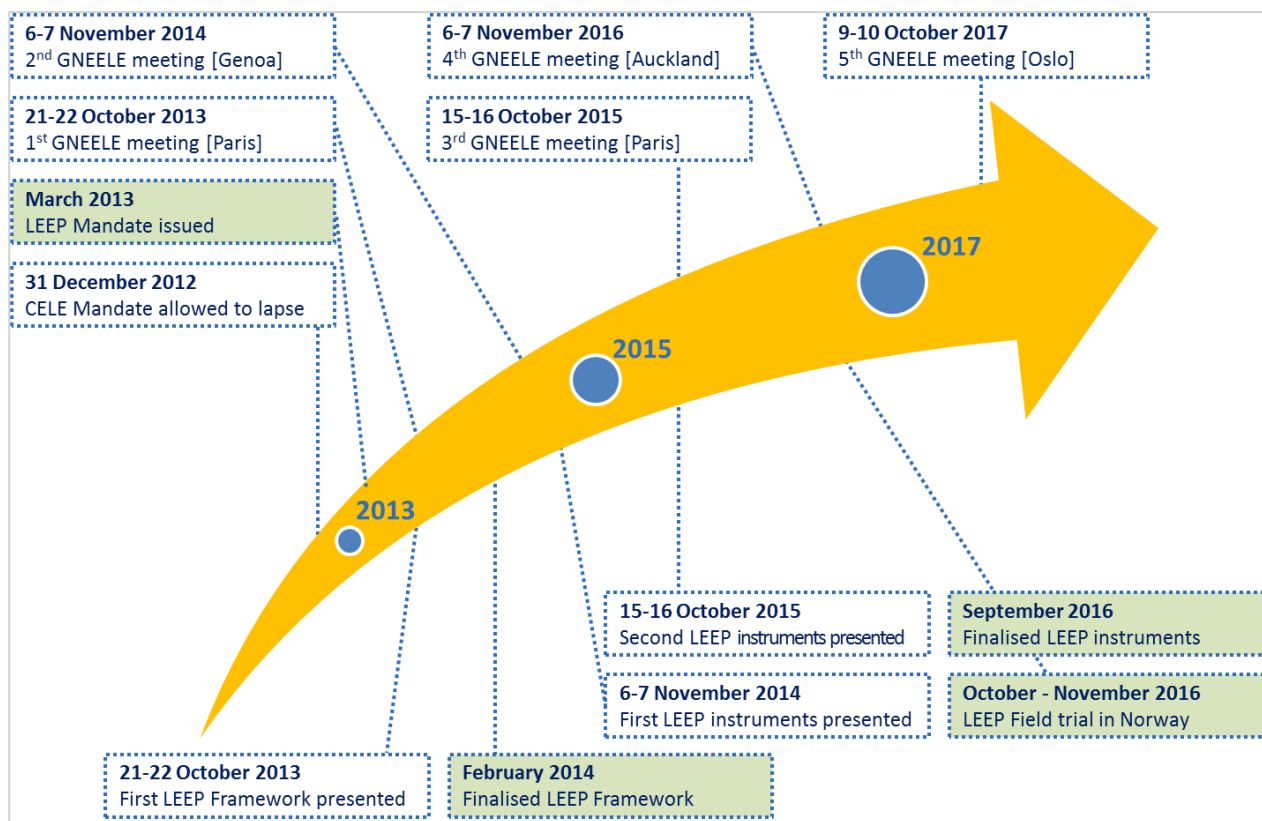 6-7 November 2014
2nd GNEELE meeting [Genoa]
21-22 October 2013
1st GNEELE meeting [Paris]
March 2013
LEEP Mandate issued
31 December 2012
CELE Mandate allowed to lapse
6-7 November 2016
4th GNEELE meeting [Auckland]
15-16 October 2015
3rd GNEELE meeting [Paris]
9-10 October 2017
5th GNEELE meeting [Oslo]
2017
2015
2013
15-16 October 2015
Second LEEP instruments presented
6-7 November 2014
First LEEP instruments presented
September 2016
Finalised LEEP instruments
October - November 2016
LEEP Field trial in Norway
21-22 October 2013
First LEEP Framework presented
February 2014
Finalised LEEP Framework